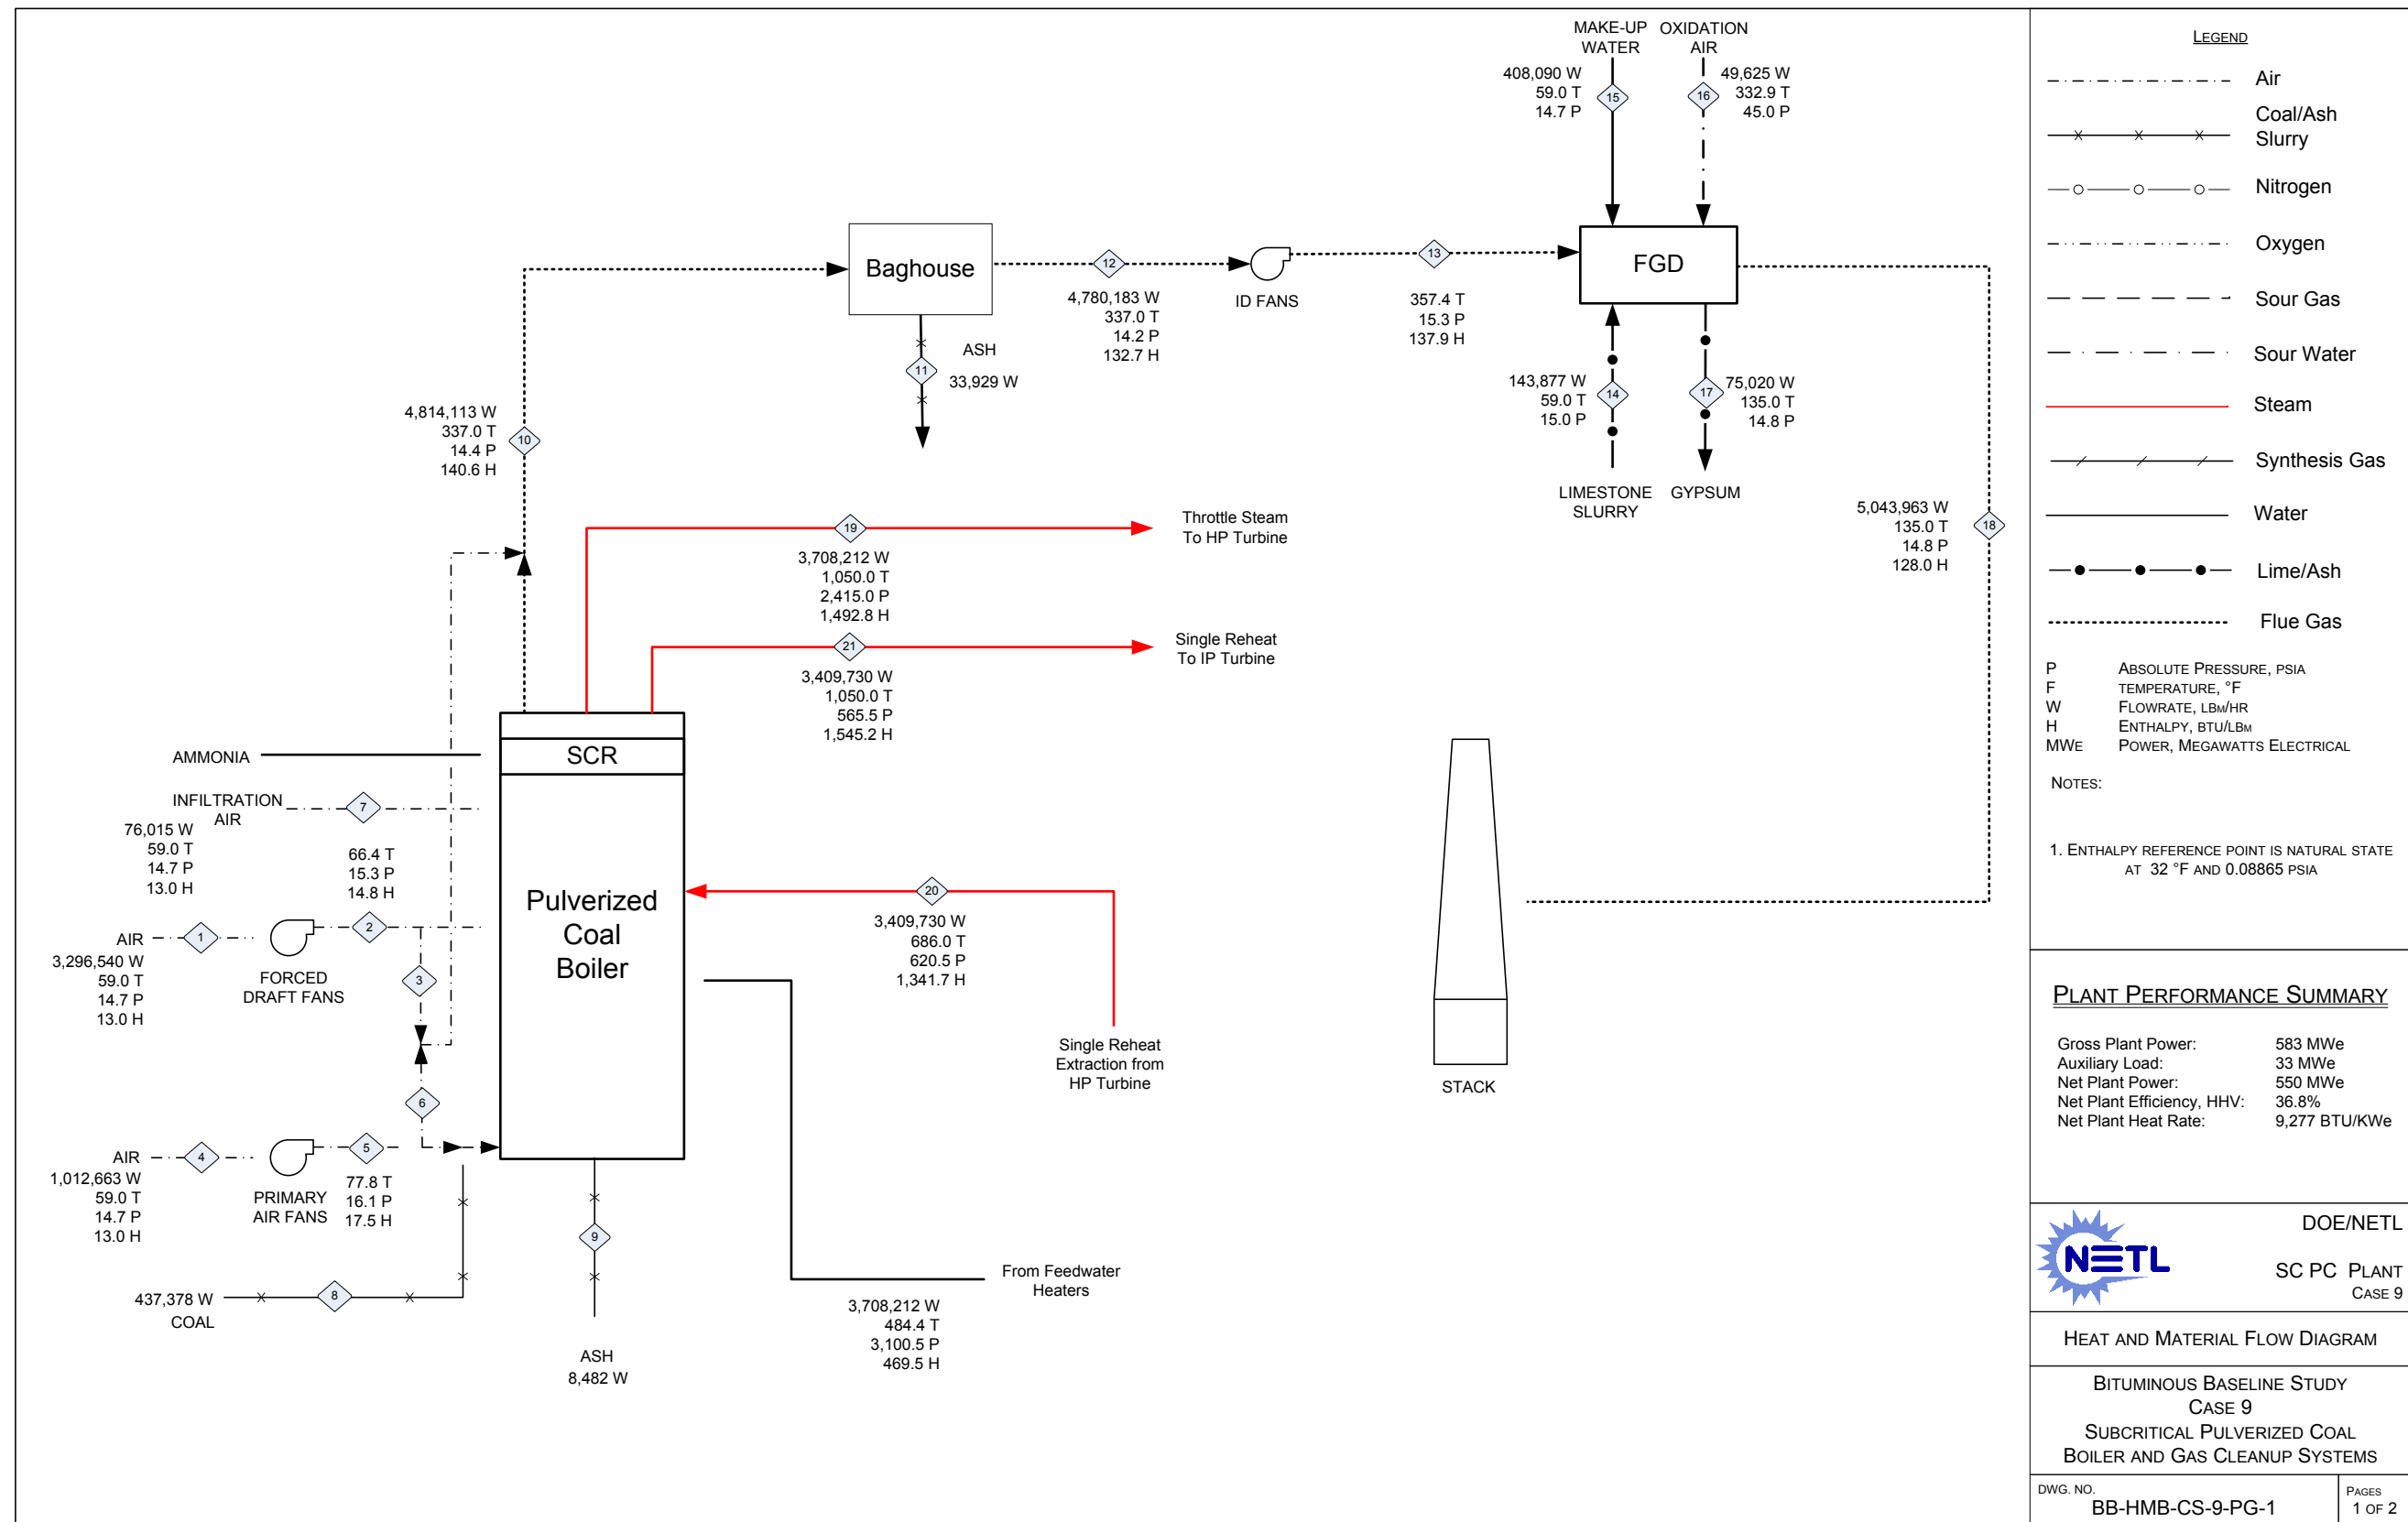 MAKE-UP
WATER
OXIDATION
AIR
408,090 W
59.0 T
14.7 P
15
16
49,625 W
332.9 T
45.0 P
Baghouse
12
4,780,183 W
337.0 T
14.2 P
132.7 H
ID FANS
13
357.4 T
15.3 P
137.9 H
FGD
ASH
11
33,929 W
143,877 W
59.0 T
15.0 P
14
17
75,020 W
135.0 T
14.8 P
LIMESTONE
SLURRY
GYPSUM
4,814,113 W
337.0 T
14.4 P
140.6 H
10
5,043,963 W
135.0 T
14.8 P
128.0 H
18
19
Throttle Steam
To HP Turbine
3,708,212 W
1,050.0 T
2,415.0 P
1,492.8 H
21
Single Reheat
To IP Turbine
3,409,730 W
1,050.0 T
565.5 P
1,545.2 H
SCR
AMMONIA
INFILTRATION
AIR
7
76,015 W
59.0 T
14.7 P
13.0 H
66.4 T
15.3 P
14.8 H
Pulverized
Coal
Boiler
20
3,409,730 W
686.0 T
620.5 P
1,341.7 H
AIR
1
2
3,296,540 W
59.0 T
14.7 P
13.0 H
FORCED
DRAFT FANS
3
Single Reheat
Extraction from
HP Turbine
STACK
6
AIR
4
5
1,012,663 W
59.0 T
14.7 P
13.0 H
PRIMARY
AIR FANS
77.8 T
16.1 P
17.5 H
9
437,378 W
COAL
8
From Feedwater
Heaters
3,708,212 W
484.4 T
3,100.5 P
469.5 H
ASH
8,482 W
LEGEND
Air
Coal/Ash
Slurry
Nitrogen
Oxygen
Sour Gas
Sour Water
Steam
Synthesis Gas
Water
Lime/Ash
Flue Gas
P ABSOLUTE PRESSURE, PSIA
F TEMPERATURE, °F
W FLOWRATE, LBM/HR
H ENTHALPY, BTU/LBM
MWE POWER, MEGAWATTS ELECTRICAL
NOTES:
1. ENTHALPY REFERENCE POINT IS NATURAL STATE
AT 32 °F AND 0.08865 PSIA
PLANT PERFORMANCE SUMMARY
Gross Plant Power: 583 MWe
Auxiliary Load: 33 MWe
Net Plant Power: 550 MWe
Net Plant Efficiency, HHV: 36.8%
Net Plant Heat Rate: 9,277 BTU/KWe
NETL
DOE/NETL
SC PC PLANT
CASE 9
HEAT AND MATERIAL FLOW DIAGRAM
BITUMINOUS BASELINE STUDY
CASE 9
SUBCRITICAL PULVERIZED COAL
BOILER AND GAS CLEANUP SYSTEMS
DWG. NO.
BB-HMB-CS-9-PG-1
PAGES
1 OF 2